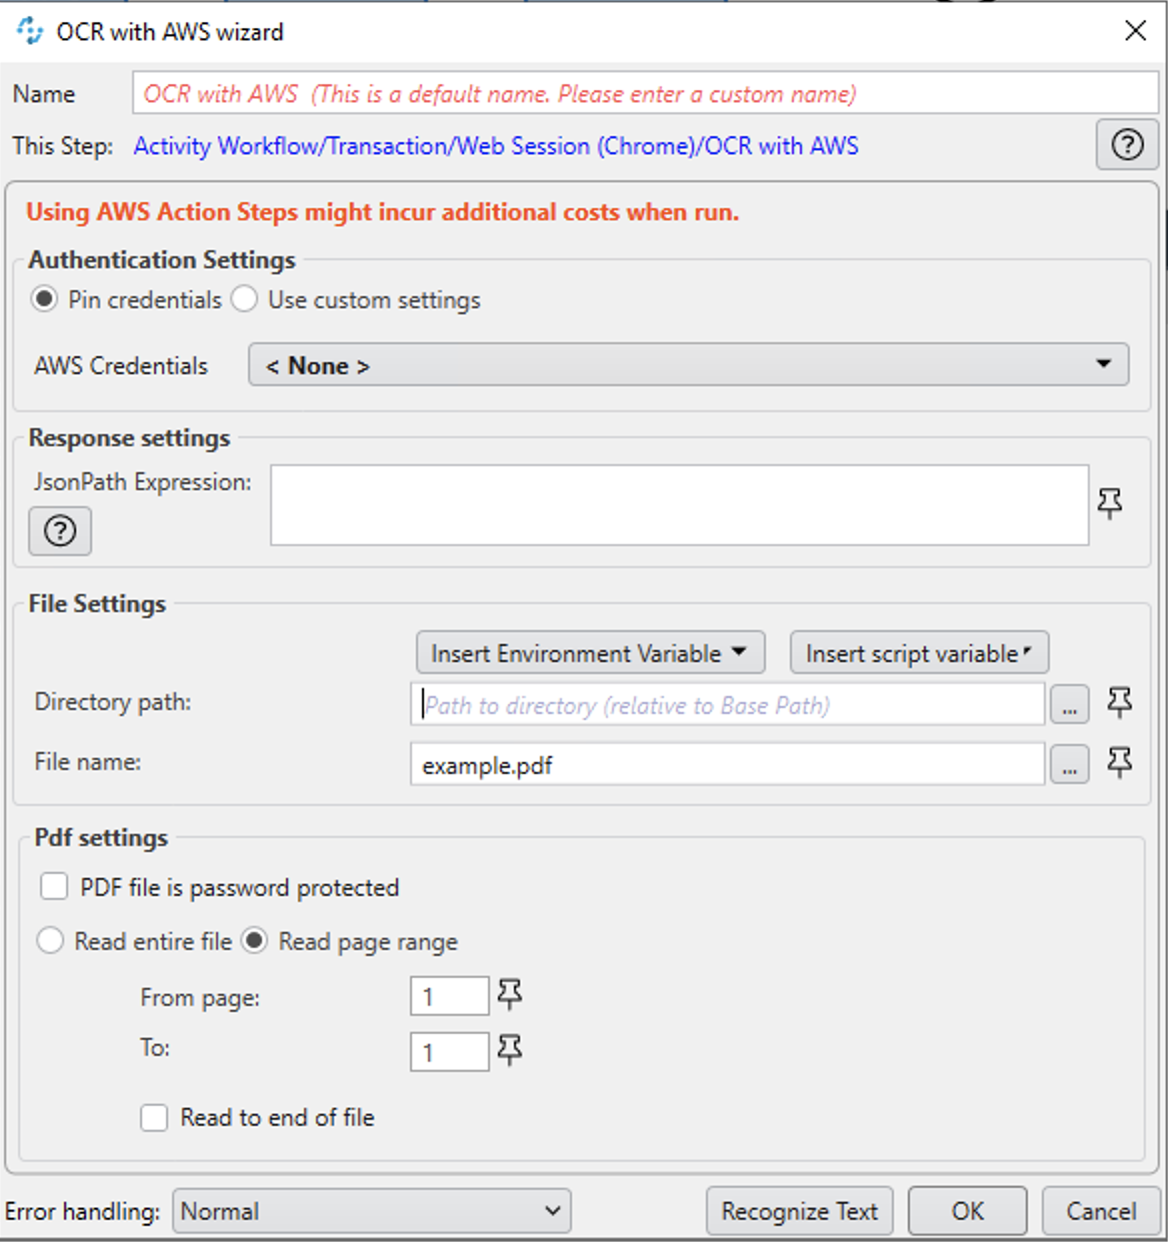 OCR with AWS wizard
Name OCR with AWS (This is a default name. Please enter a custom name)
This Step: Activity Workflow/Transaction/Web Session (Chrome)/OCR with AWS
Using AWS Action Steps might incur additional costs when run.
Authentication Settings
Pin credentials Use custom settings
AWS Credentials < None >
Response settings
JsonPath Expression:
File Settings
Insert Environment Variable Insert script variable
Directory path: Path to directory (relative to Base Path) ...
File name: example.pdf ...
Pdf settings
PDF file is password protected
Read entire file Read page range
From page: 1
To: 1
Read to end of file
Error handling: Normal Recognize Text OK Cancel